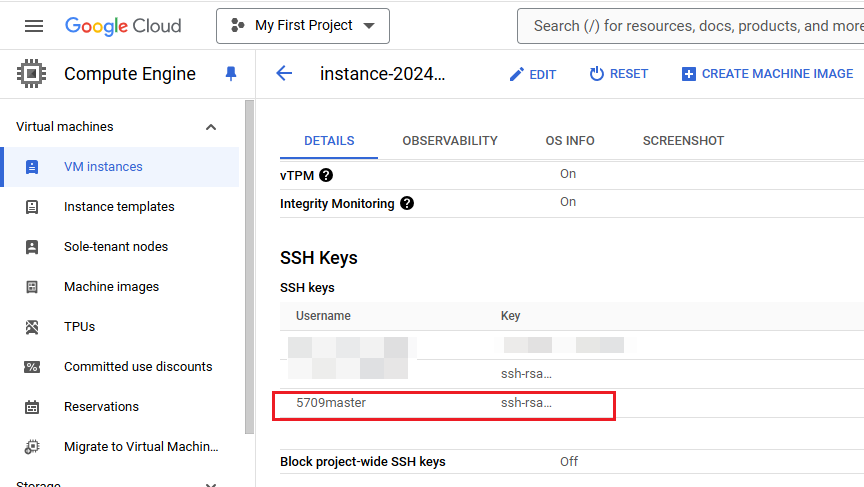 Google Cloud
My First Project
Search (/) for resources, docs, products, and more
Compute Engine
instance-2024…
EDIT
RESET
CREATE MACHINE IMAGE
Virtual machines
VM instances
Instance templates
Sole-tenant nodes
Machine images
TPUs
Committed use discounts
Reservations
Migrate to Virtual Machin…
Storage
DETAILS
OBSERVABILITY
OS INFO
SCREENSHOT
vTPM ? On
Integrity Monitoring ? On
SSH Keys
SSH keys
Username Key
ssh-rsa…
5709master ssh-rsa…
Block project-wide SSH keys Off